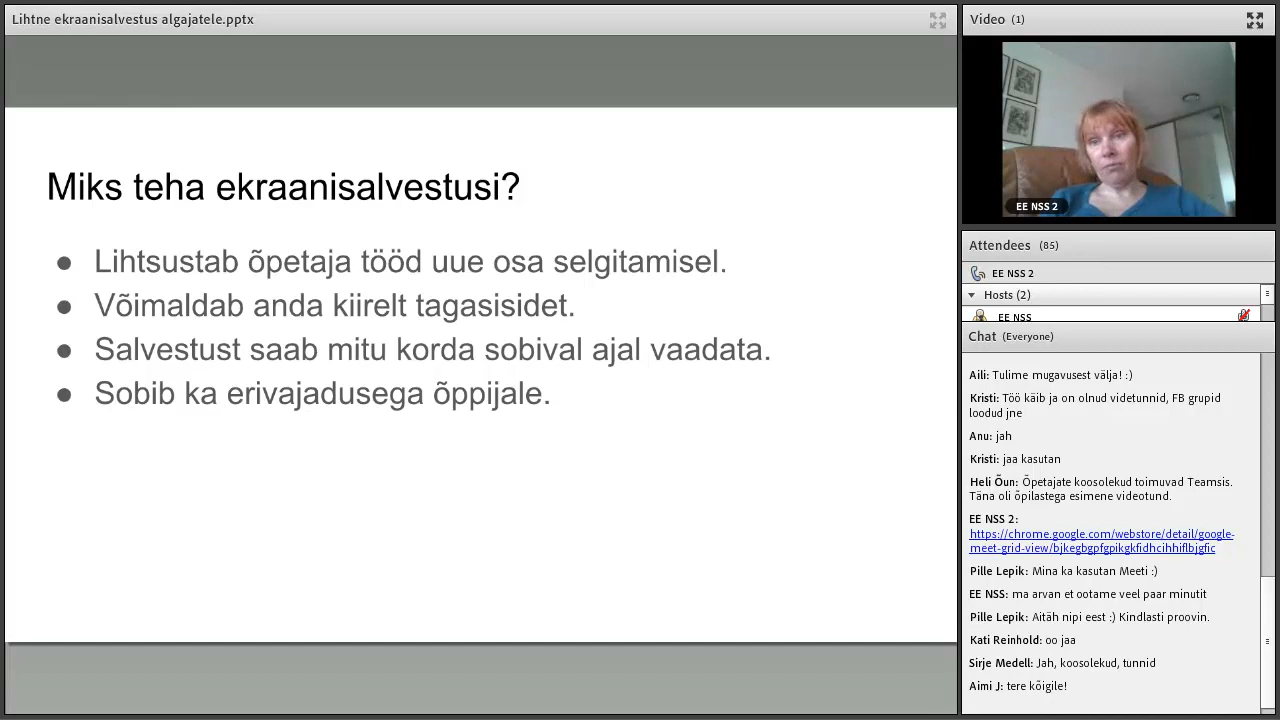 Lihtne ekraanisalvestus algajatele.pptx
Miks teha ekraanisalvestusi?
● Lihtsustab õpetaja tööd uue osa selgitamisel.
● Võimaldab anda kiirelt tagasisidet.
● Salvestust saab mitu korda sobival ajal vaadata.
● Sobib ka erivajadusega õppijale.
Video (1)
EE NSS 2
Attendees (85)
EE NSS 2
Hosts (2)
EE NSS
Chat (Everyone)
Aili: Tulime mugavusest välja! :)
Kristi: Töö käib ja on olnud videtunnid, FB grupid
loodud jne
Anu: jah
Kristi: jaa kasutan
Heli Õun: Õpetajate koosolekud toimuvad Teamsis.
Täna oli õpilastega esimene videotund.
EE NSS 2:
https://chrome.google.com/webstore/detail/google-
meet-grid-view/bjkegbgpfgpikgkfidhcihhiflbjgfic
Pille Lepik: Mina ka kasutan Meeti :)
EE NSS: ma arvan et ootame veel paar minutit
Pille Lepik: Aitäh nipi eest :) Kindlasti proovin.
Kati Reinhold: oo jaa
Sirje Medell: Jah, koosolekud, tunnid
Aimi J: tere kõigile!